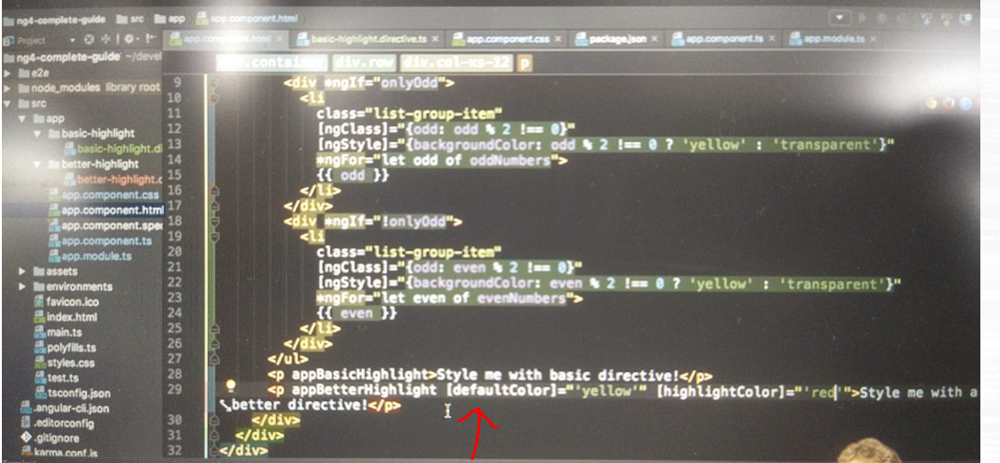 ng4-complete-guide src app app.component.html
Project
app.component.html basic-highlight.directive.ts app.component.css package.json app.component.ts app.module.ts
ng4-complete-guide ~/devel
.container div.row div.col-xs-12 p
e2e
node_modules library root
src
app
basic-highlight
basic-highlight.di
better-highlight
better-highlight.c
app.component.css
app.component.html
app.component.spec
app.component.ts
app.module.ts
assets
environments
favicon.ico
index.html
main.ts
polyfills.ts
styles.css
test.ts
tsconfig.json
.angular-cli.json
.editorconfig
.gitignore
karma.conf.js
9 <div *ngIf="onlyOdd">
10 <li
11 class="list-group-item"
12 [ngClass]="{odd: odd % 2 !== 0}"
13 [ngStyle]="{backgroundColor: odd % 2 !== 0 ? 'yellow' : 'transparent'}"
14 *ngFor="let odd of oddNumbers">
15 {{ odd }}
16 </li>
17 </div>
18 <div *ngIf="!onlyOdd">
19 <li
20 class="list-group-item"
21 [ngClass]="{odd: even % 2 !== 0}"
22 [ngStyle]="{backgroundColor: even % 2 !== 0 ? 'yellow' : 'transparent'}"
23 *ngFor="let even of evenNumbers">
24 {{ even }}
25 </li>
26 </div>
27 </ul>
28 <p appBasicHighlight>Style me with basic directive!</p>
29 <p appBetterHighlight [defaultColor]="'yellow'" [highlightColor]="'red'">Style me with a
better directive!</p>
30 </div>
31 </div>
32 </div>